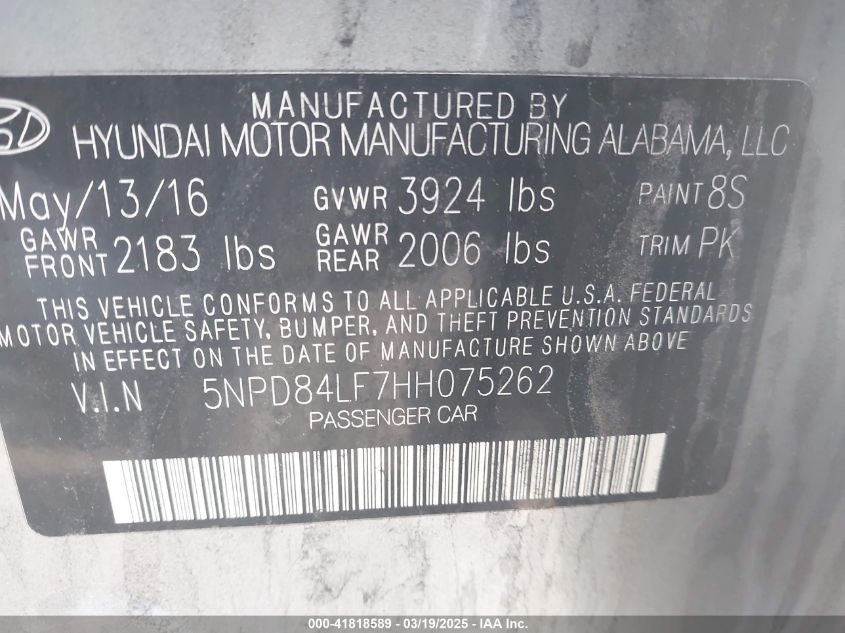 MANUFACTURED BY
HYUNDAI MOTOR MANUFACTURING ALABAMA, LLC
May/13/16 GVWR 3924 lbs PAINT 8S
GAWR FRONT 2183 lbs GAWR REAR 2006 lbs TRIM PK
THIS VEHICLE CONFORMS TO ALL APPLICABLE U.S.A. FEDERAL
MOTOR VEHICLE SAFETY, BUMPER, AND THEFT PREVENTION STANDARDS
IN EFFECT ON THE DATE OF MANUFACTURE SHOWN ABOVE
V.I.N 5NPD84LF7HH075262
PASSENGER CAR
000-41818589 - 03/19/2025 - IAA Inc.